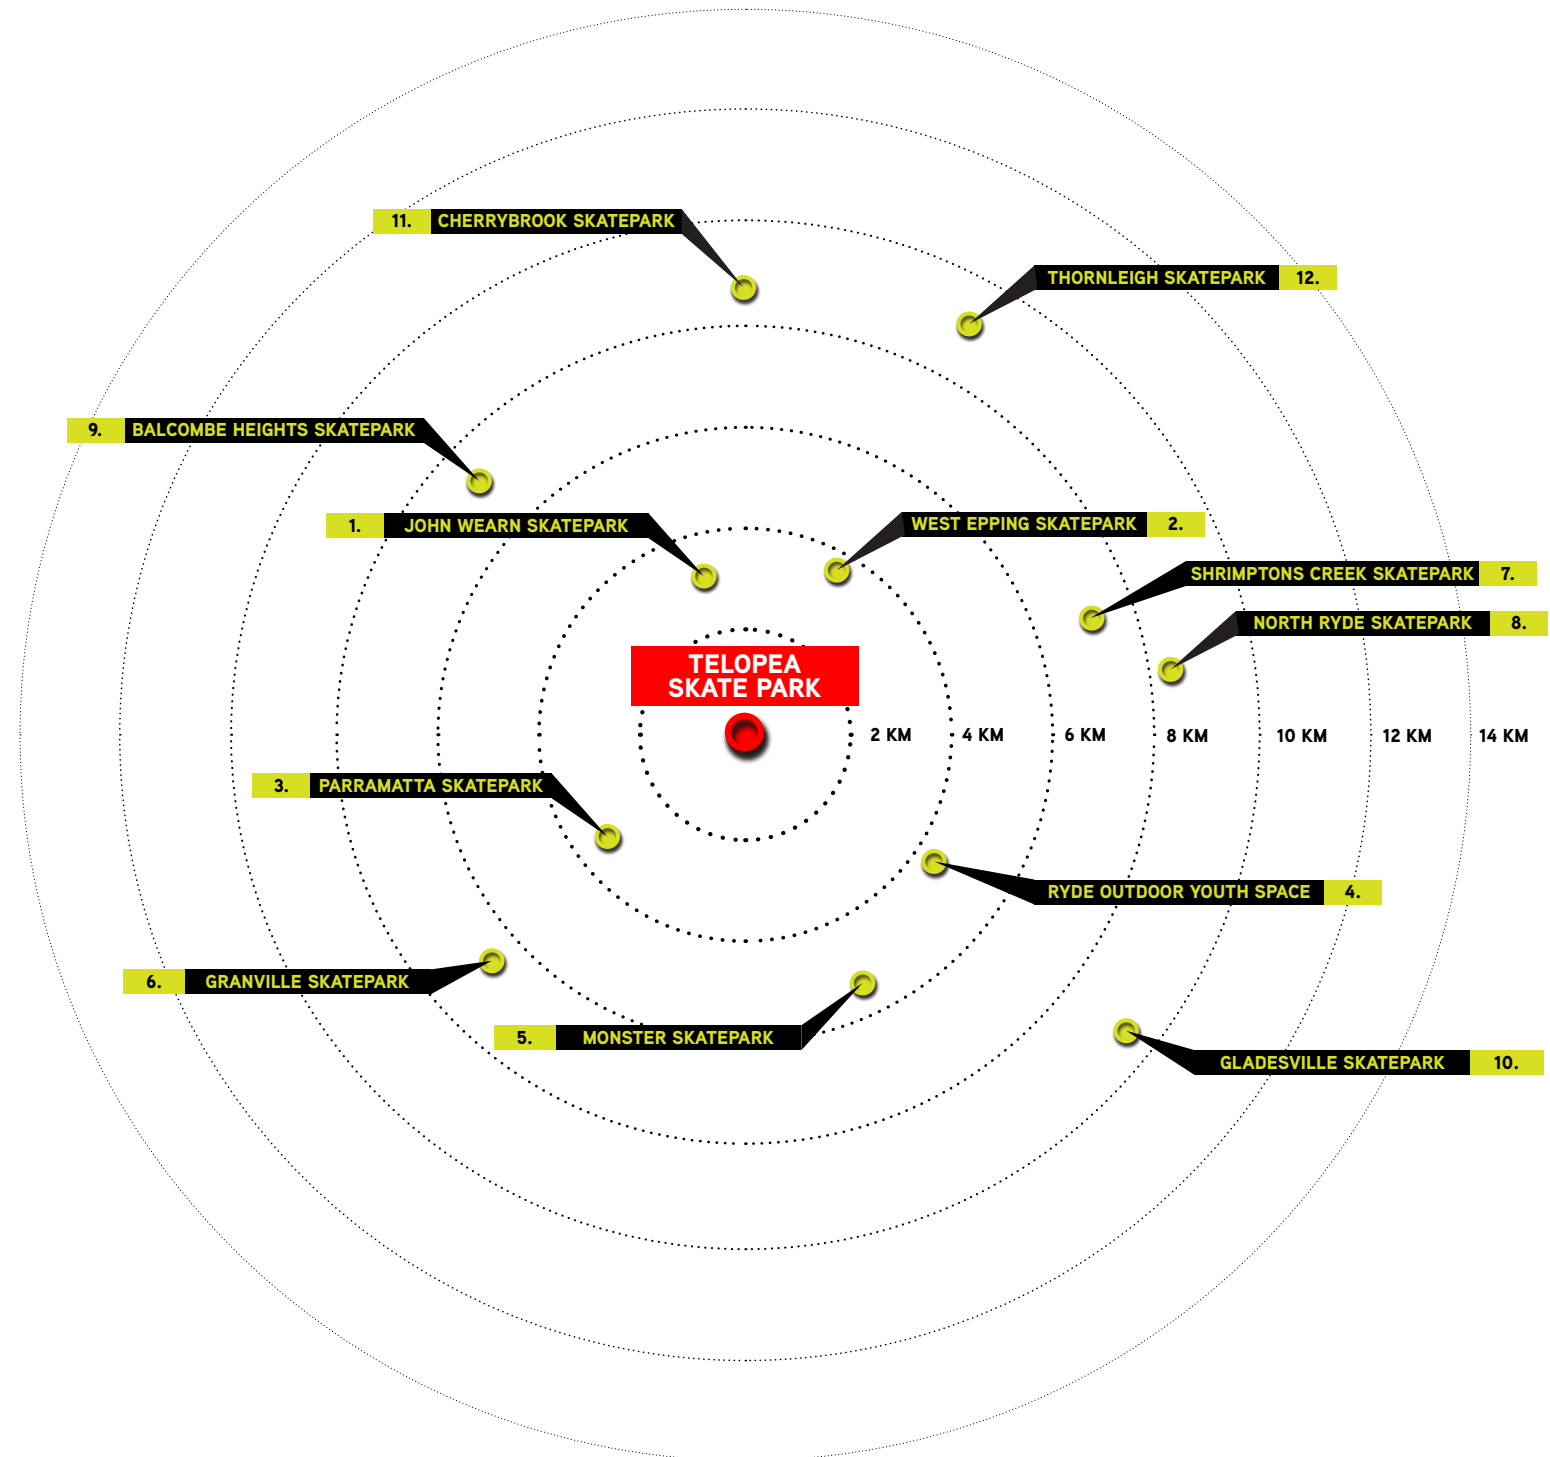 11. CHERRYBROOK SKATEPARK
THORNLEIGH SKATEPARK 12.
9. BALCOMBE HEIGHTS SKATEPARK
1. JOHN WEARN SKATEPARK
WEST EPPING SKATEPARK 2.
SHRIMPTONS CREEK SKATEPARK 7.
NORTH RYDE SKATEPARK 8.
TELOPEA
SKATE PARK
2 KM 4 KM 6 KM 8 KM 10 KM 12 KM 14 KM
3. PARRAMATTA SKATEPARK
RYDE OUTDOOR YOUTH SPACE 4.
6. GRANVILLE SKATEPARK
5. MONSTER SKATEPARK
GLADESVILLE SKATEPARK 10.